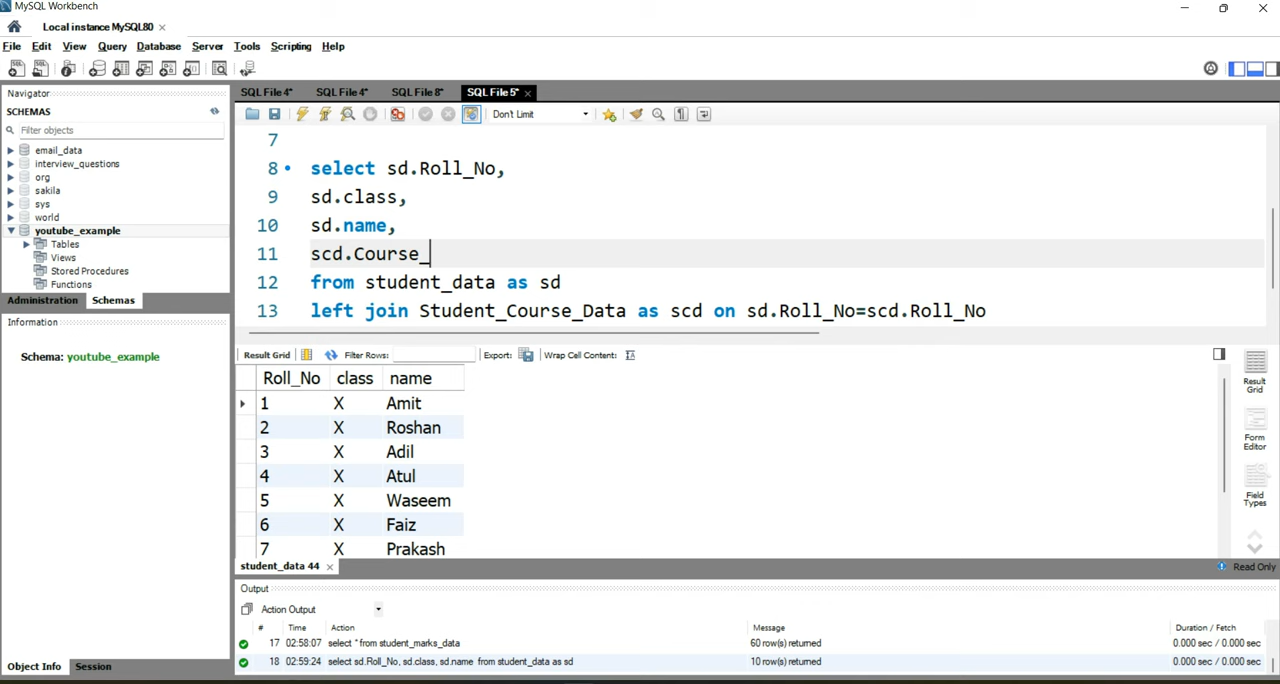 MySQL Workbench
Local instance MySQL80 ×
File Edit View Query Database Server Tools Scripting Help
Navigator
SCHEMAS
Filter objects
email_data
interview_questions
org
sakila
sys
world
youtube_example
Tables
Views
Stored Procedures
Functions
Administration Schemas
Information
Schema: youtube_example
Object Info Session
SQL File 4* SQL File 4* SQL File 8* SQL File 5* ×
Don't Limit
7
8 select sd.Roll_No,
9 sd.class,
10 sd.name,
11 scd.Course_
12 from student_data as sd
13 left join Student_Course_Data as scd on sd.Roll_No=scd.Roll_No
Result Grid Filter Rows: Export: Wrap Cell Content:
Roll_No class name
1 X Amit
2 X Roshan
3 X Adil
4 X Atul
5 X Waseem
6 X Faiz
7 X Prakash
Result Grid
Form Editor
Field Types
student_data 44 × Read Only
Output
Action Output
# Time Action Message Duration / Fetch
17 02:58:07 select * from student_marks_data 60 row(s) returned 0.000 sec / 0.000 sec
18 02:59:24 select sd.Roll_No, sd.class, sd.name from student_data as sd 10 row(s) returned 0.000 sec / 0.000 sec